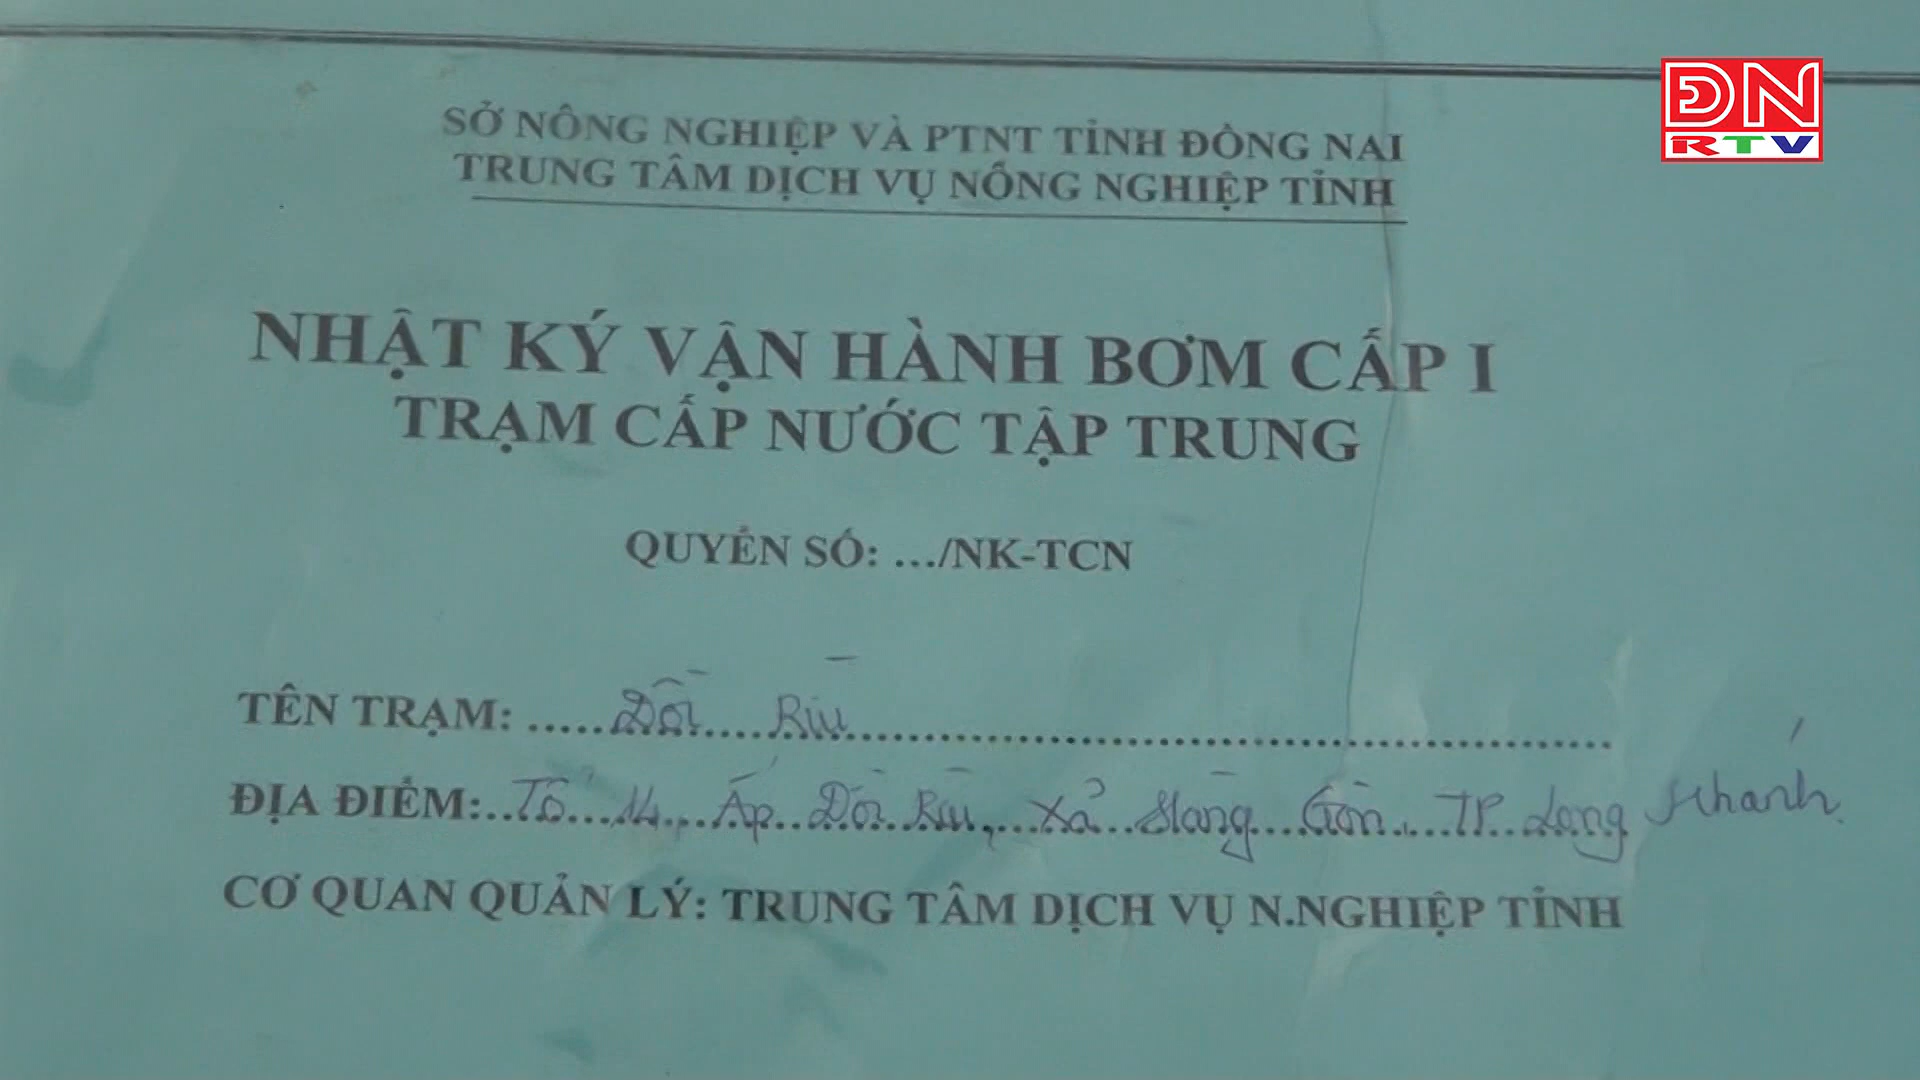 ĐN
RTV
SỞ NÔNG NGHIỆP VÀ PTNT TỈNH ĐỒNG NAI
TRUNG TÂM DỊCH VỤ NÔNG NGHIỆP TỈNH
NHẬT KÝ VẬN HÀNH BƠM CẤP I
TRẠM CẤP NƯỚC TẬP TRUNG
QUYỂN SỐ: .../NK-TCN
TÊN TRẠM: .....Đồi....Rìu..............................................................
ĐỊA ĐIỂM:..Tổ...14,...Ấp...Đồi..Rìu,...Xả..Hàng....Gòn....TP..Long Khánh.
CƠ QUAN QUẢN LÝ: TRUNG TÂM DỊCH VỤ N.NGHIỆP TỈNH